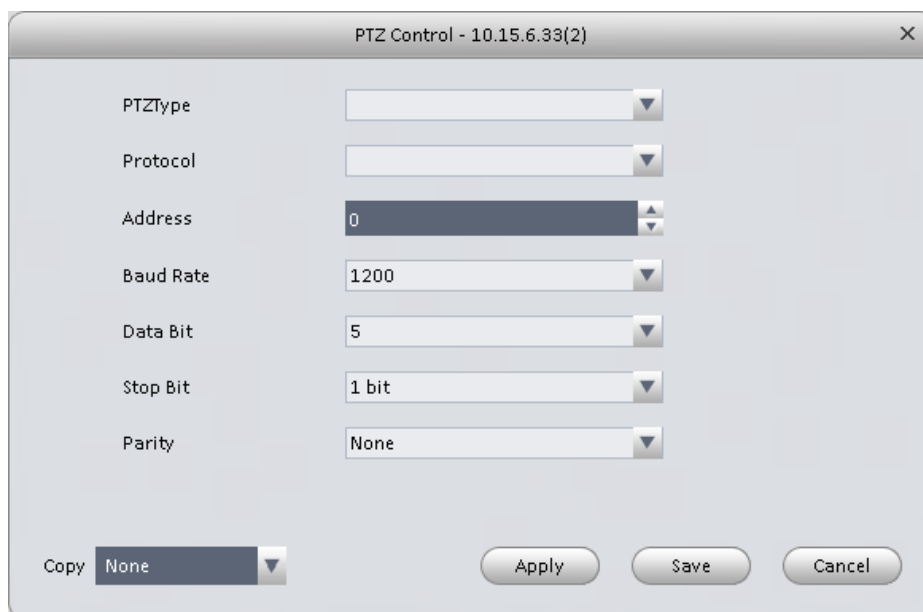 PTZ Control - 10.15.6.33(2)
PTZType
Protocol
Address 0
Baud Rate 1200
Data Bit 5
Stop Bit 1 bit
Parity None
Copy None Apply Save Cancel